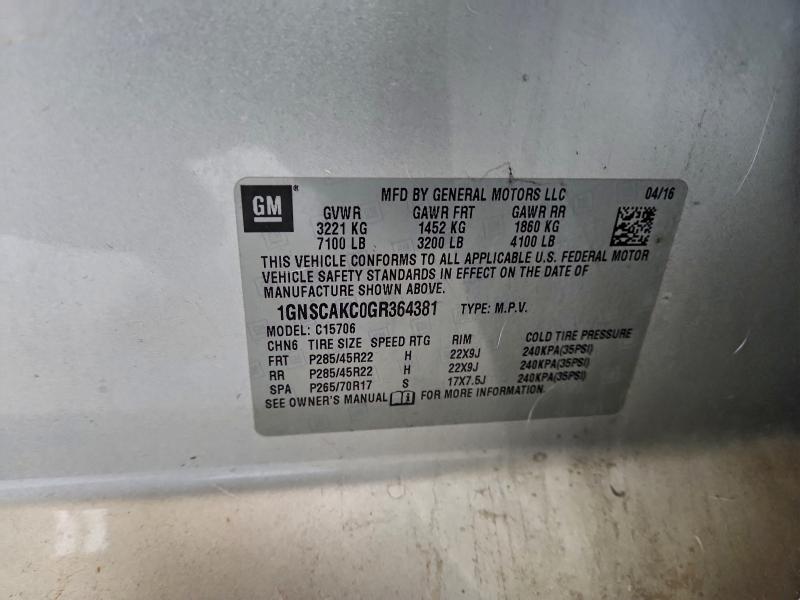 GM ® MFD BY GENERAL MOTORS LLC 04/16
GVWR GAWR FRT GAWR RR
3221 KG 1452 KG 1860 KG
7100 LB 3200 LB 4100 LB
THIS VEHICLE CONFORMS TO ALL APPLICABLE U.S. FEDERAL MOTOR
VEHICLE SAFETY STANDARDS IN EFFECT ON THE DATE OF
MANUFACTURE SHOWN ABOVE.
1GNSCAKC0GR364381 TYPE: M.P.V.
MODEL: C15706
CHN6 TIRE SIZE SPEED RTG RIM COLD TIRE PRESSURE
FRT P285/45R22 H 22X9J 240KPA(35PSI)
RR P285/45R22 H 22X9J 240KPA(35PSI)
SPA P265/70R17 S 17X7.5J 240KPA(35PSI)
SEE OWNER'S MANUAL FOR MORE INFORMATION.